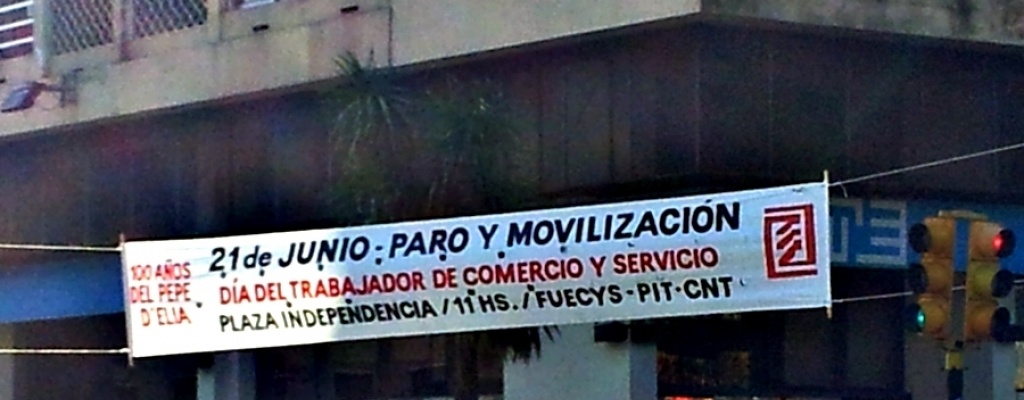 100 AÑOS
DEL PEPE
D'ELIA
21 de JUNIO: PARO Y MOVILIZACIÓN
DÍA DEL TRABAJADOR DE COMERCIO Y SERVICIO
PLAZA INDEPENDENCIA / 11 HS. / FUECYS - PIT-CNT